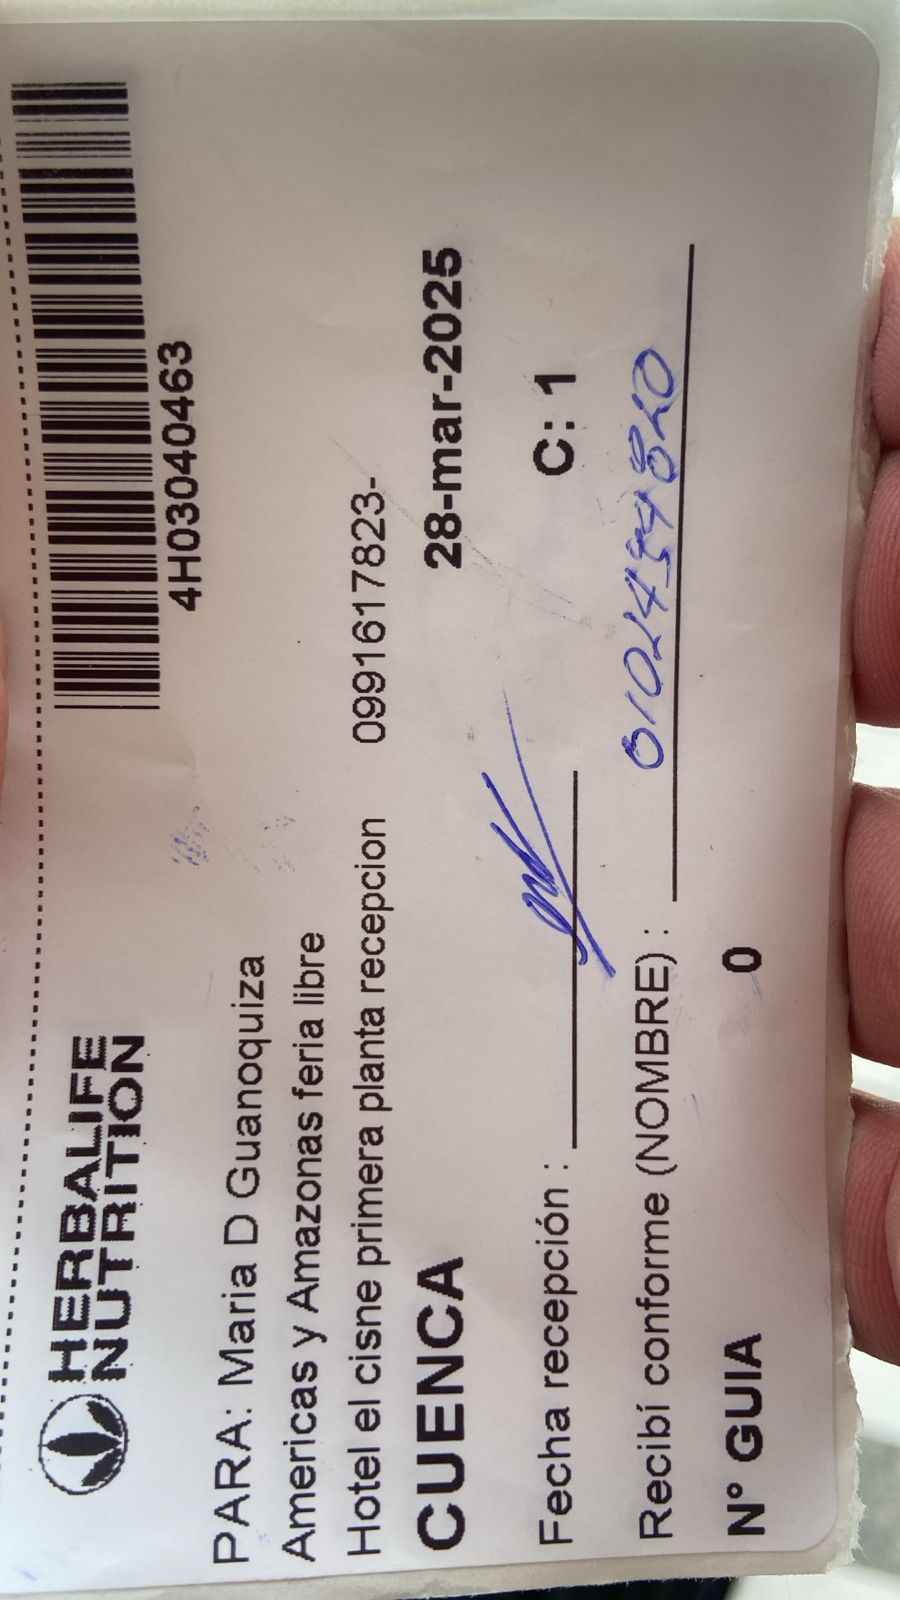 HERBALIFE
NUTRITION
4H03040463
PARA: Maria D Guanoquiza
Americas y Amazonas feria libre
Hotel el cisne primera planta recepcion 0991617823-
CUENCA 28-mar-2025
Fecha recepción : C: 1
Recibí conforme (NOMBRE) :
N° GUIA 0